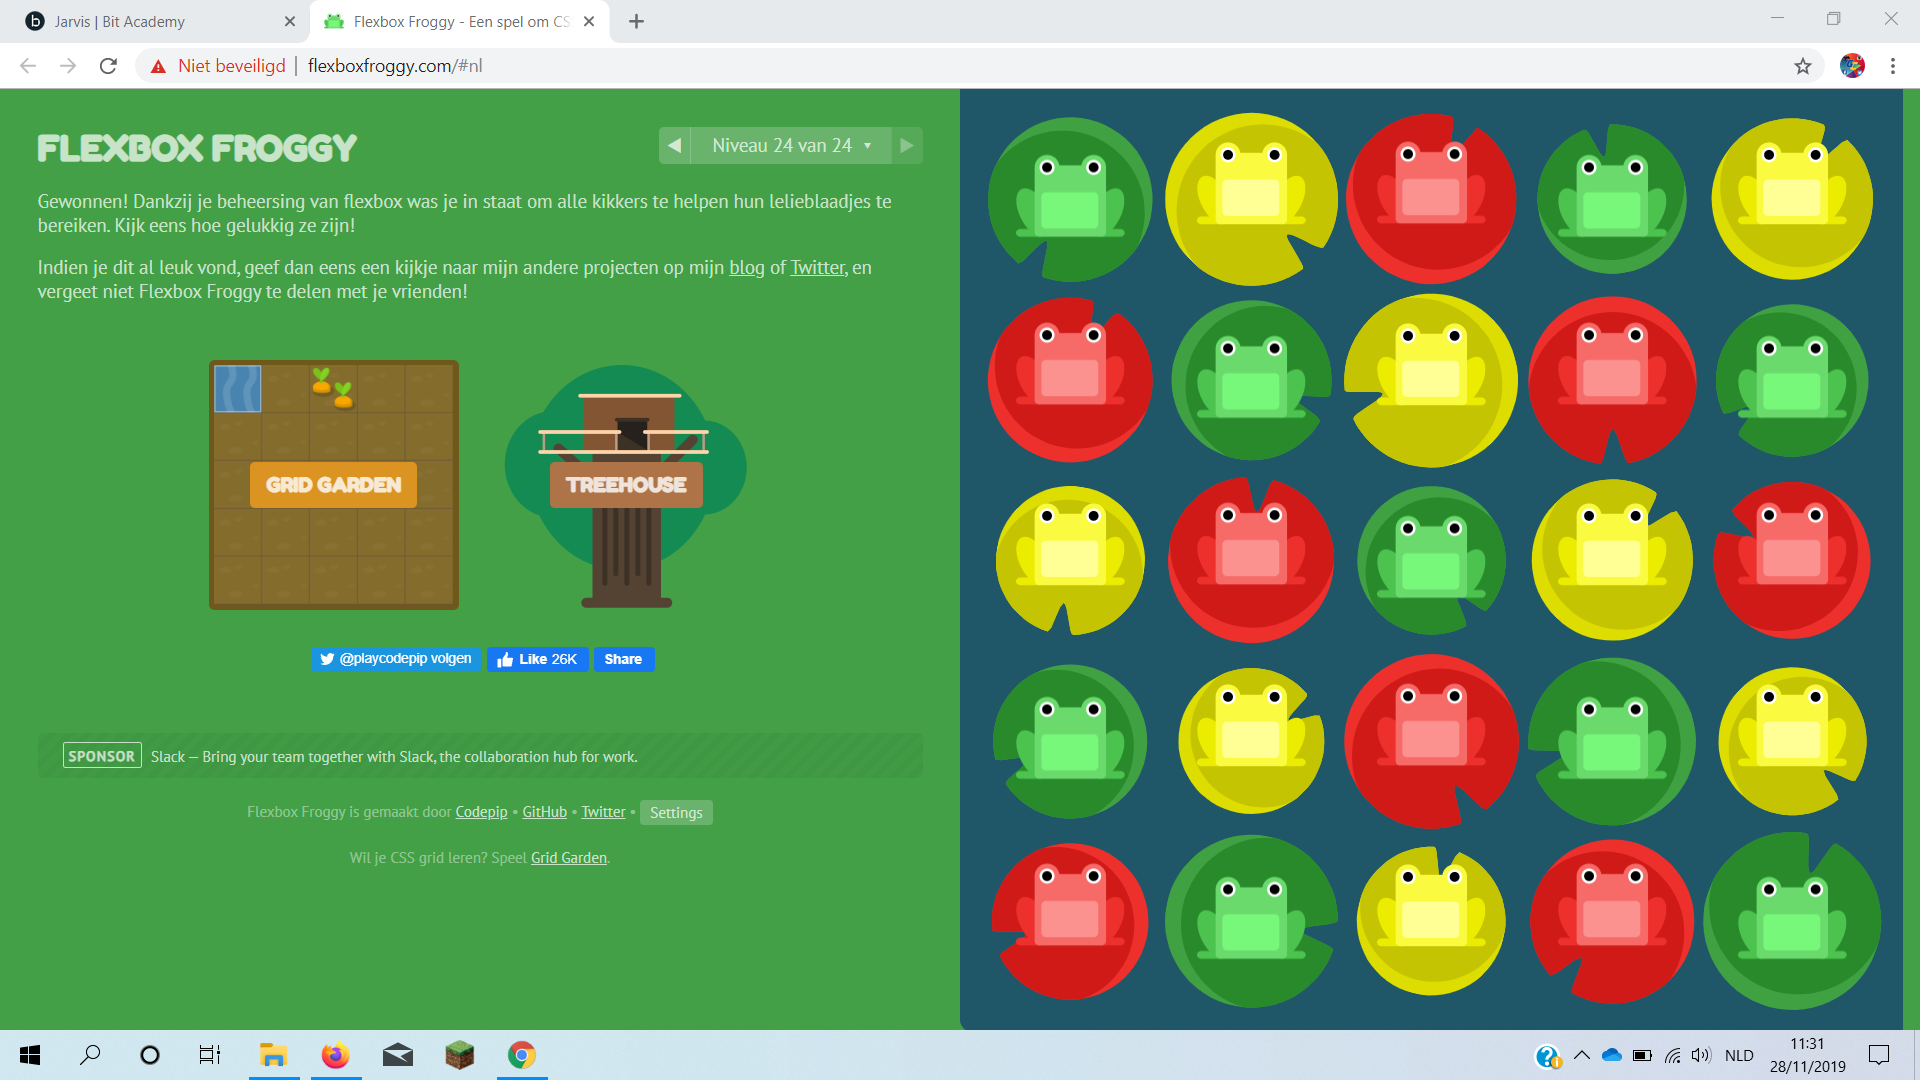 Jarvis | Bit Academy
Flexbox Froggy - Een spel om CS
Niet beveiligd | flexboxfroggy.com/#nl
FLEXBOX FROGGY
Niveau 24 van 24
Gewonnen! Dankzij je beheersing van flexbox was je in staat om alle kikkers te helpen hun lelieblaadjes te
bereiken. Kijk eens hoe gelukkig ze zijn!
Indien je dit al leuk vond, geef dan eens een kijkje naar mijn andere projecten op mijn blog of Twitter, en
vergeet niet Flexbox Froggy te delen met je vrienden!
GRID GARDEN
TREEHOUSE
@playcodepip volgen
Like 26K
Share
SPONSOR Slack — Bring your team together with Slack, the collaboration hub for work.
Flexbox Froggy is gemaakt door Codepip • GitHub • Twitter • Settings
Wil je CSS grid leren? Speel Grid Garden.
NLD
11:31
28/11/2019